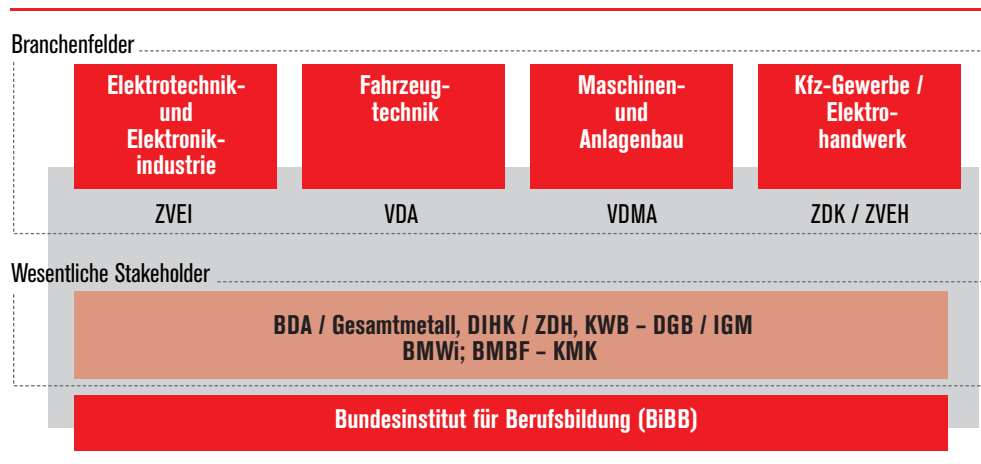 Branchenfelder
Elektrotechnik-
und
Elektronik-
industrie
Fahrzeug-
technik
Maschinen-
und
Anlagenbau
Kfz-Gewerbe /
Elektro-
handwerk
ZVEI
VDA
VDMA
ZDK / ZVEH
Wesentliche Stakeholder
BDA / Gesamtmetall, DIHK / ZDH, KWB – DGB / IGM
BMWi; BMBF – KMK
Bundesinstitut für Berufsbildung (BiBB)